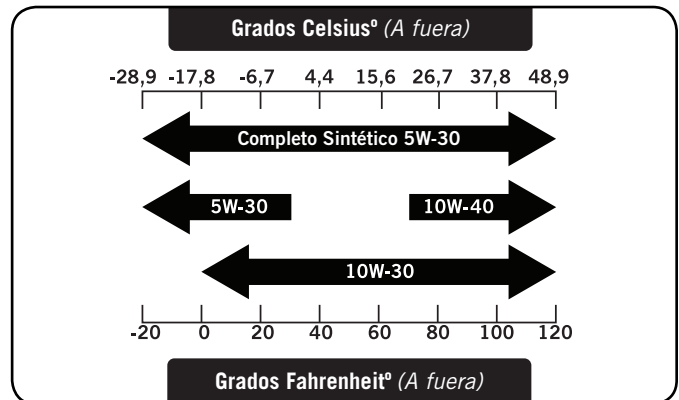 Grados Celsiusº (A fuera)
-28,9 -17,8 -6,7 4,4 15,6 26,7 37,8 48,9
Completo Sintético 5W-30
5W-30 10W-40
10W-30
-20 0 20 40 60 80 100 120
Grados Fahrenheitº (A fuera)